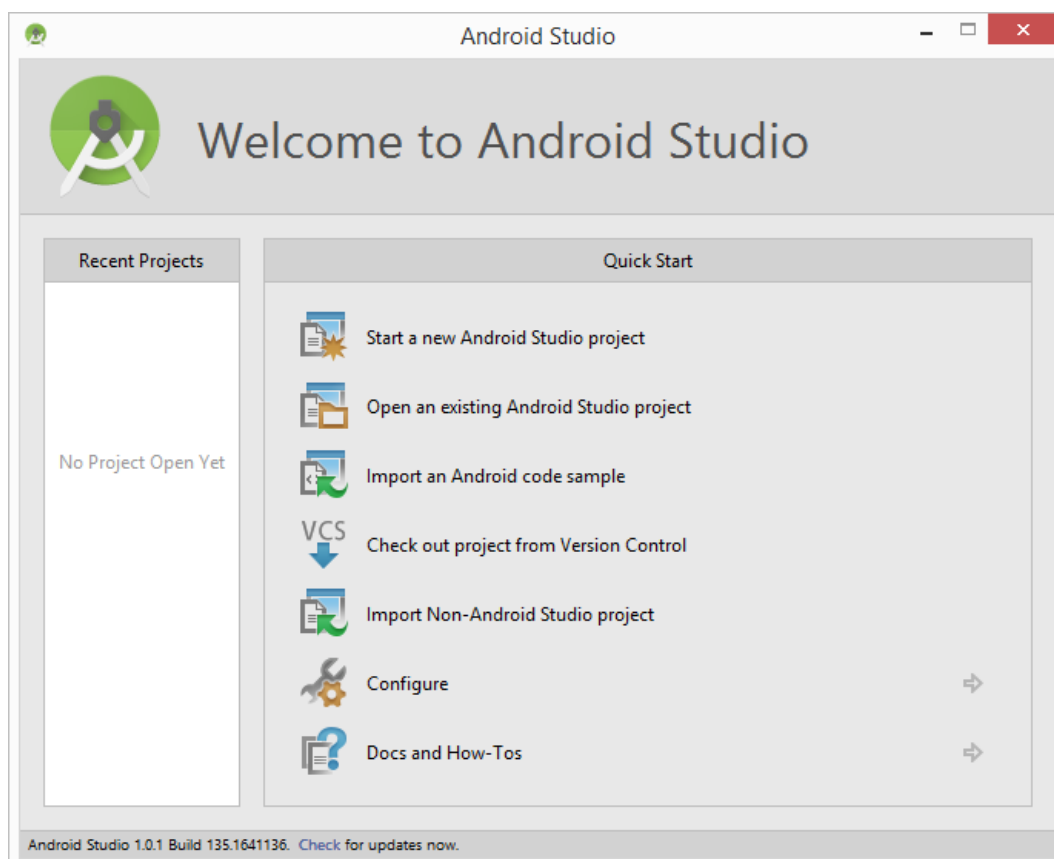 Android Studio
Welcome to Android Studio
Recent Projects
No Project Open Yet
Quick Start
Start a new Android Studio project
Open an existing Android Studio project
Import an Android code sample
VCS
Check out project from Version Control
Import Non-Android Studio project
Configure
Docs and How-Tos
Android Studio 1.0.1 Build 135.1641136. Check for updates now.